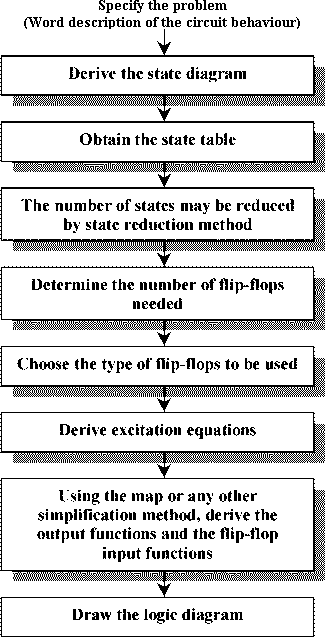 Specify the problem
(Word description of the circuit behaviour)
Derive the state diagram
Obtain the state table
The number of states may be reduced
by state reduction method
Determine the number of flip-flops
needed
Choose the type of flip-flops to be used
Derive excitation equations
Using the map or any other
simplification method, derive the
output functions and the flip-flop
input functions
Draw the logic diagram